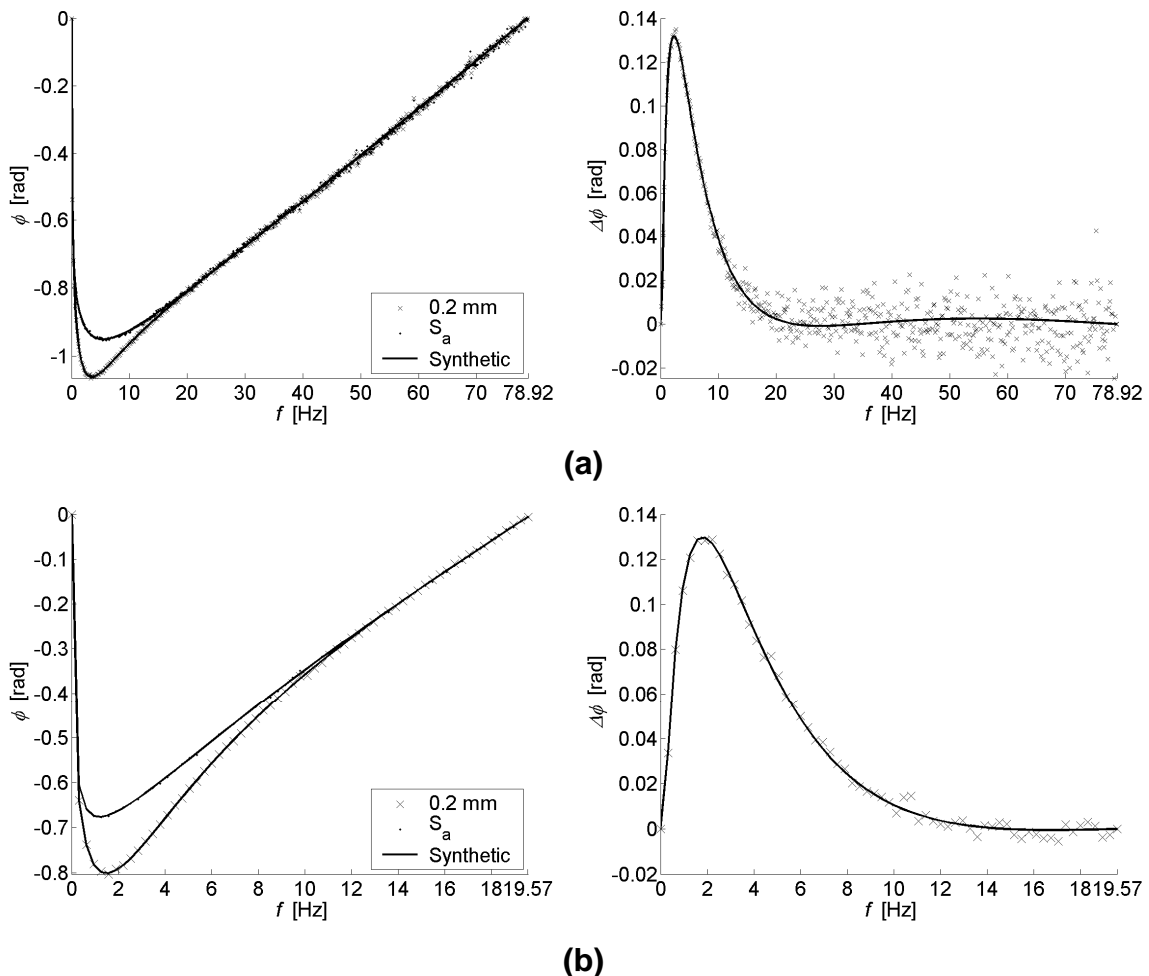 0
-0.2
-0.4
-0.6
-0.8
-1
ϕ [rad]
0 10 20 30 40 50 60 70 78.92
f [Hz]
0.2 mm
S_a
Synthetic
0.14
0.12
0.1
0.08
0.06
0.04
0.02
0
-0.02
Δϕ [rad]
0 10 20 30 40 50 60 70 78.92
f [Hz]
(a)
0
-0.1
-0.2
-0.3
-0.4
-0.5
-0.6
-0.7
-0.8
ϕ [rad]
0 2 4 6 8 10 12 14 16 1819.57
f [Hz]
0.2 mm
S_a
Synthetic
0.14
0.12
0.1
0.08
0.06
0.04
0.02
0
-0.02
Δϕ [rad]
0 2 4 6 8 10 12 14 16 1819.57
f [Hz]
(b)